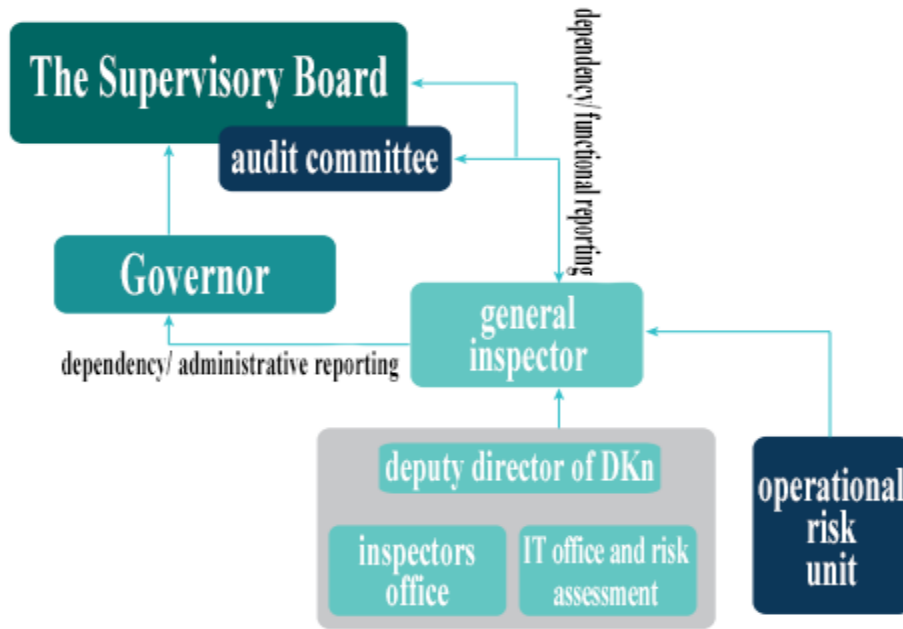 The Supervisory Board
audit committee
dependency/ functional reporting
Governor
general
inspector
dependency/ administrative reporting
deputy director of DKn
inspectors
office
IT office and risk
assessment
operational
risk
unit